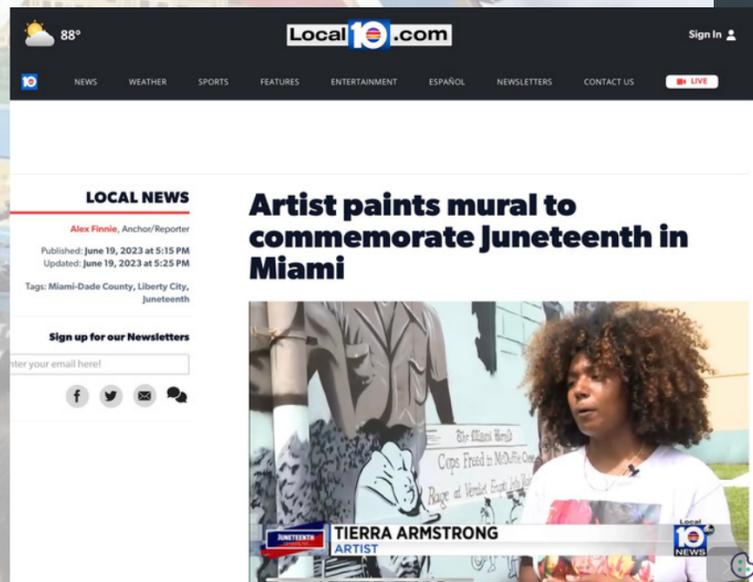 88°
Local 10 .com
Sign In
10
NEWS
WEATHER
SPORTS
FEATURES
ENTERTAINMENT
ESPAÑOL
NEWSLETTERS
CONTACT US
LIVE
LOCAL NEWS
Alex Finnie, Anchor/Reporter
Published: June 19, 2023 at 5:15 PM
Updated: June 19, 2023 at 5:25 PM
Tags: Miami-Dade County, Liberty City,
Juneteenth
Sign up for our Newsletters
nter your email here!
Artist paints mural to
commemorate Juneteenth in
Miami
The Miami Herald
Cops Freed in McDuffie
Rage at Verdict Erupts Into
JUNETEENTH
TIERRA ARMSTRONG
ARTIST
Local
10
NEWS